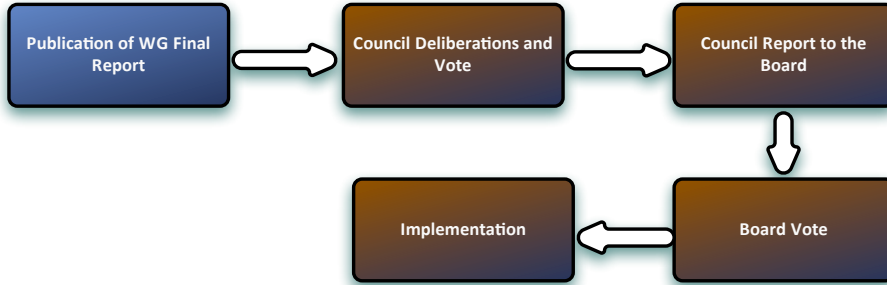 Publication of WG Final
Report
Council Deliberations and
Vote
Council Report to the
Board
Implementation
Board Vote